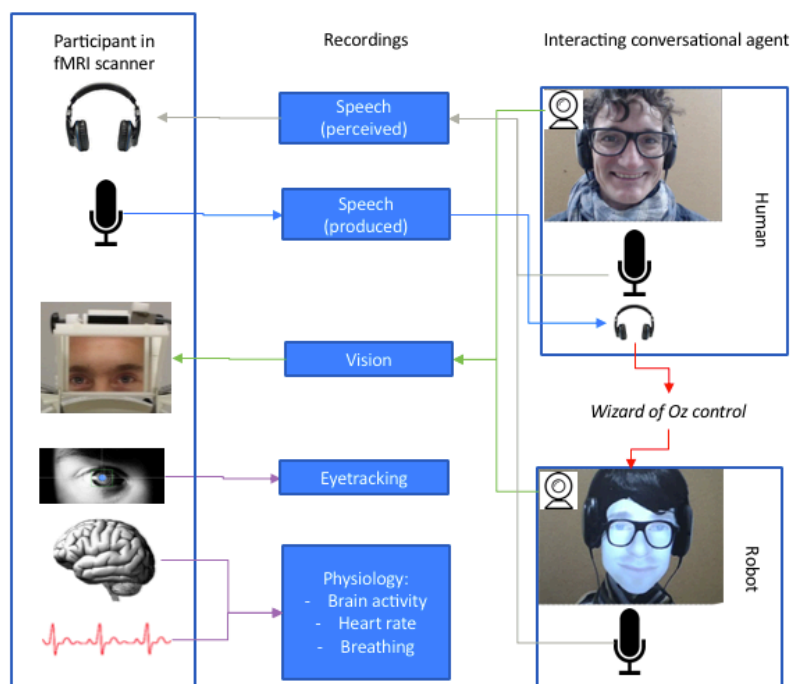 Participant in
fMRI scanner
Recordings
Interacting conversational agent
Speech
(perceived)
Speech
(produced)
Human
Vision
Wizard of Oz control
Eyetracking
Robot
Physiology:
- Brain activity
- Heart rate
- Breathing